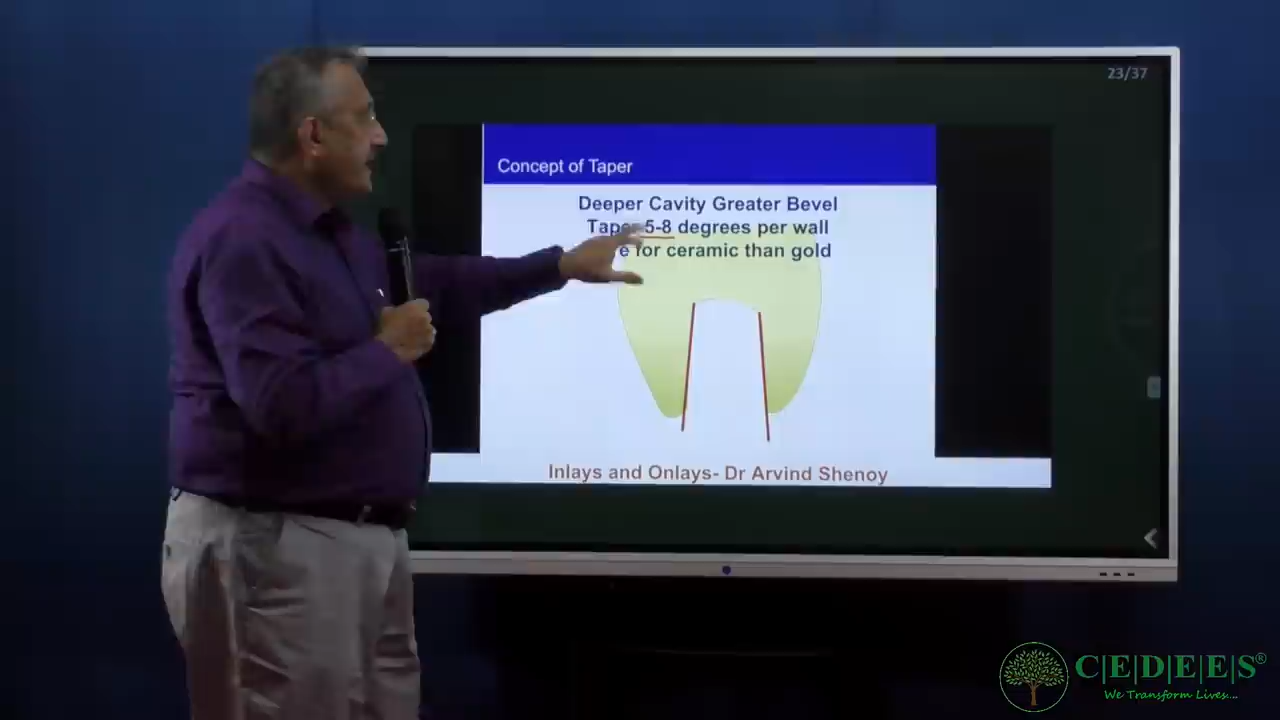 23/37
Concept of Taper
Deeper Cavity Greater Bevel
Taper 5-8 degrees per wall
for ceramic than gold
Inlays and Onlays- Dr Arvind Shenoy
C|E|D|E|E|S®
We Transform Lives...